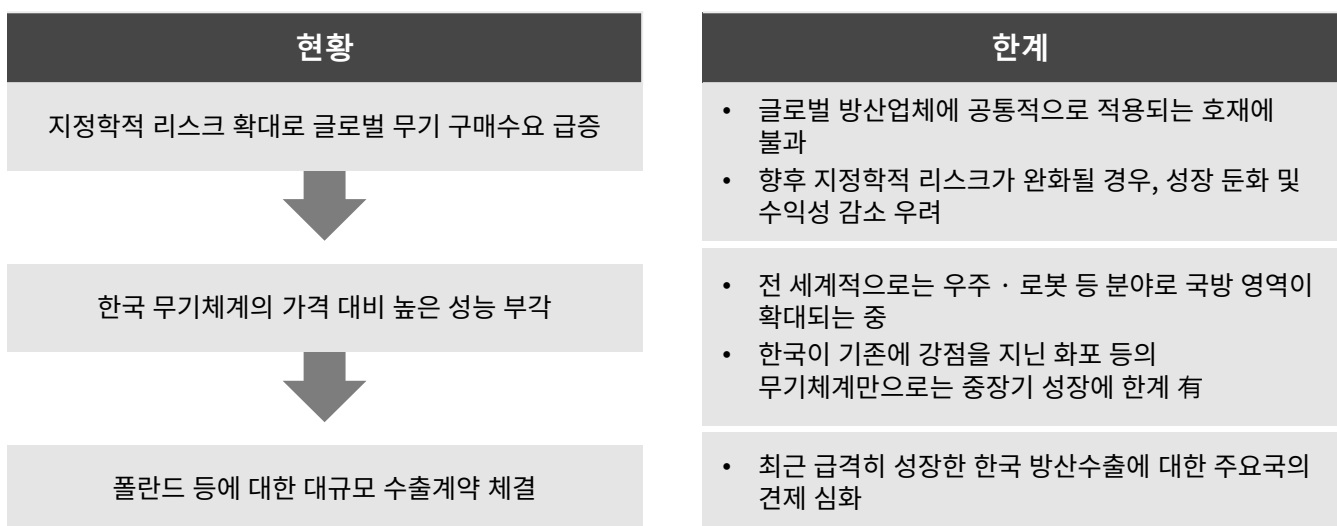 현황
지정학적 리스크 확대로 글로벌 무기 구매수요 급증
한국 무기체계의 가격 대비 높은 성능 부각
폴란드 등에 대한 대규모 수출계약 체결
한계
• 글로벌 방산업체에 공통적으로 적용되는 호재에
불과
• 향후 지정학적 리스크가 완화될 경우, 성장 둔화 및
수익성 감소 우려
• 전 세계적으로는 우주 · 로봇 등 분야로 국방 영역이
확대되는 중
• 한국이 기존에 강점을 지닌 화포 등의
무기체계만으로는 중장기 성장에 한계 有
• 최근 급격히 성장한 한국 방산수출에 대한 주요국의
견제 심화